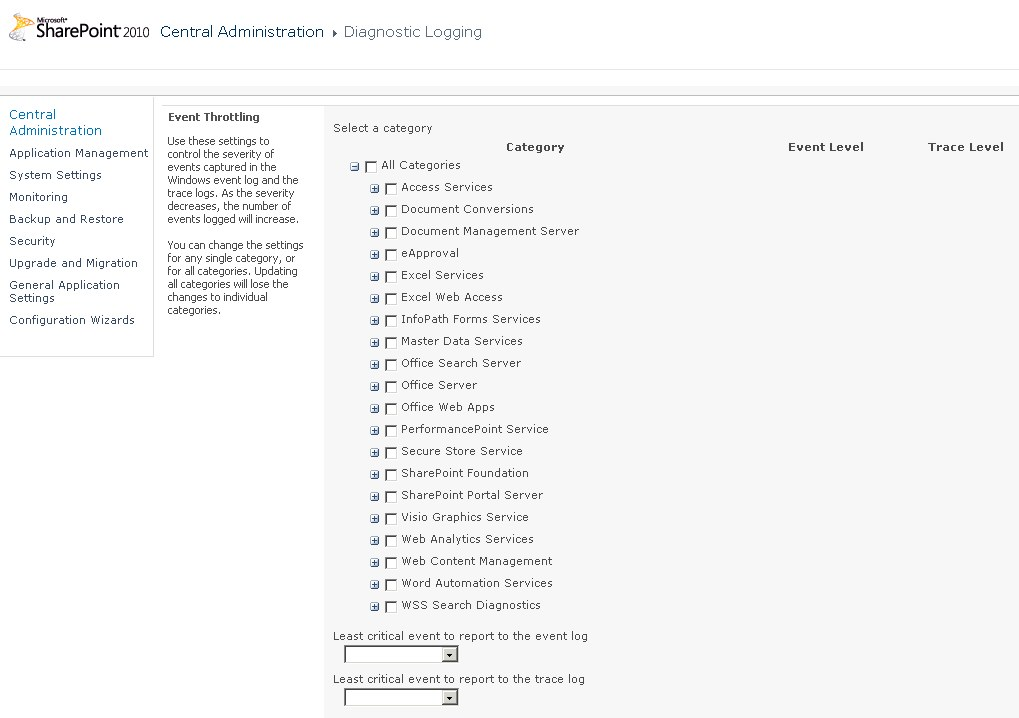 Microsoft®
SharePoint 2010
Central Administration ▸ Diagnostic Logging
Central
Administration
Application Management
System Settings
Monitoring
Backup and Restore
Security
Upgrade and Migration
General Application
Settings
Configuration Wizards
Event Throttling
Use these settings to
control the severity of
events captured in the
Windows event log and the
trace logs. As the severity
decreases, the number of
events logged will increase.
You can change the settings
for any single category, or
for all categories. Updating
all categories will lose the
changes to individual
categories.
Select a category
Category Event Level Trace Level
All Categories
Access Services
Document Conversions
Document Management Server
eApproval
Excel Services
Excel Web Access
InfoPath Forms Services
Master Data Services
Office Search Server
Office Server
Office Web Apps
PerformancePoint Service
Secure Store Service
SharePoint Foundation
SharePoint Portal Server
Visio Graphics Service
Web Analytics Services
Web Content Management
Word Automation Services
WSS Search Diagnostics
Least critical event to report to the event log
Least critical event to report to the trace log